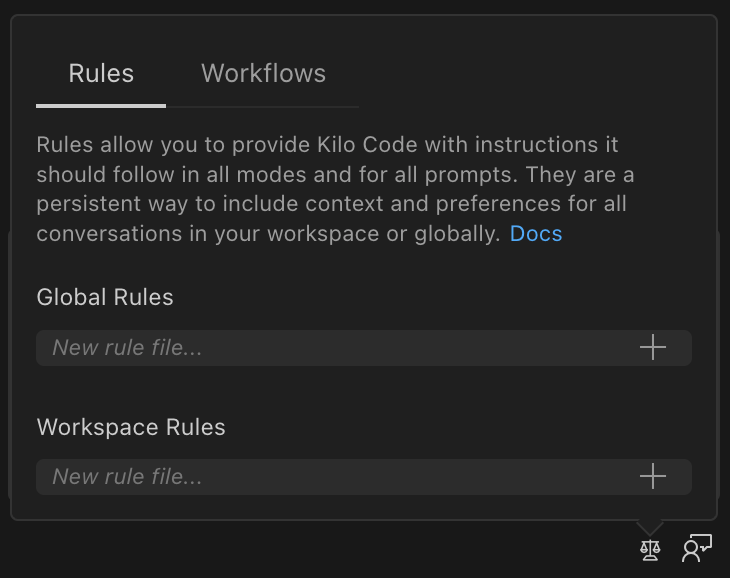 Rules Workflows
Rules allow you to provide Kilo Code with instructions it
should follow in all modes and for all prompts. They are a
persistent way to include context and preferences for all
conversations in your workspace or globally. Docs
Global Rules
New rule file...
Workspace Rules
New rule file...